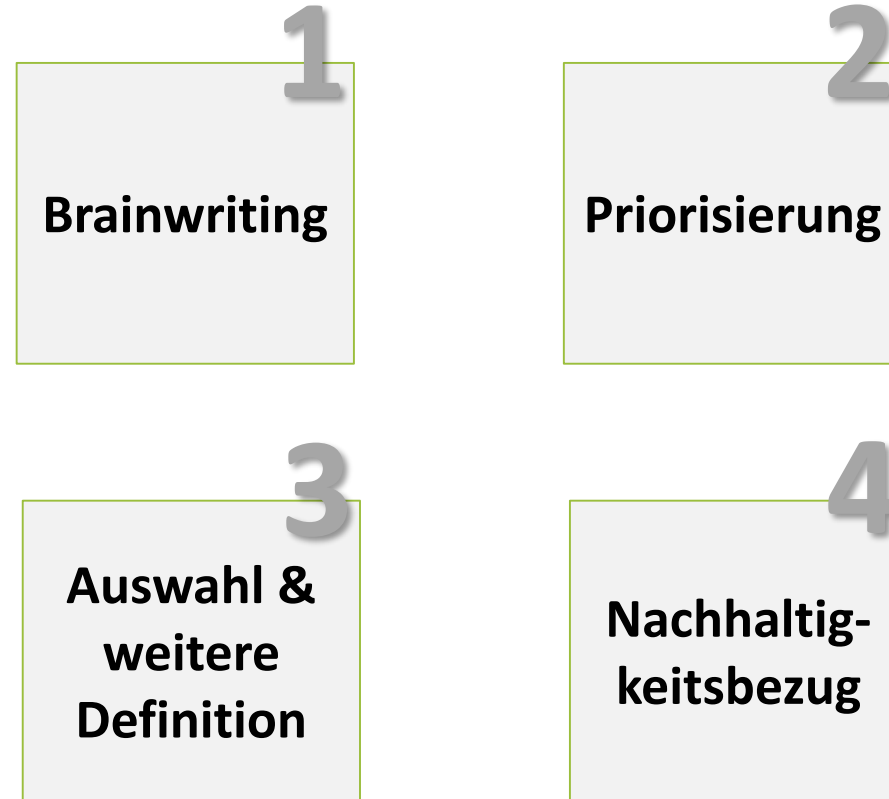 1
Brainwriting
2
Priorisierung
3
Auswahl &
weitere
Definition
4
Nachhaltig-
keitsbezug